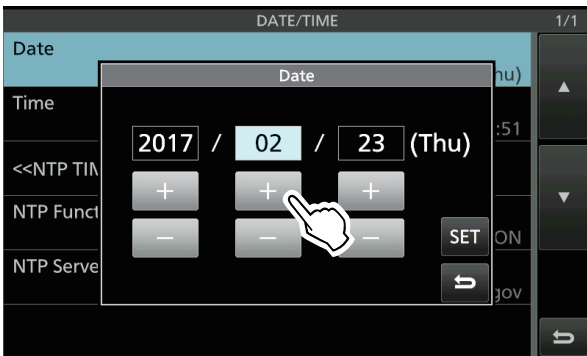 DATE/TIME 1/1
Date
hu)
Date
Time
:51
2017 / 02 / 23 (Thu)
<<NTP TIM
+ + +
NTP Funct
- - - SET ON
NTP Serve
gov